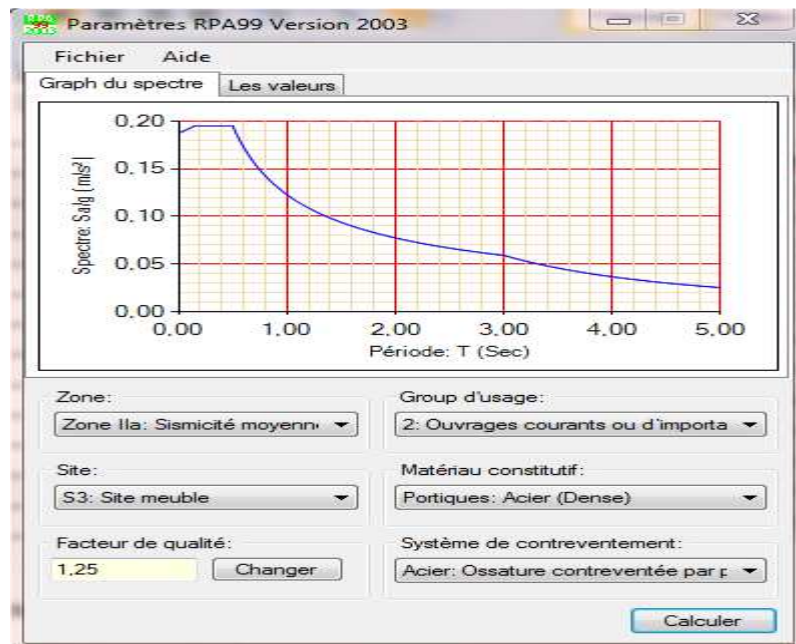 RPA 99 2003 Paramètres RPA99 Version 2003
Fichier Aide
Graph du spectre Les valeurs
Spectre: Sa/g [m/s²]
0,20
0,15
0,10
0,05
0,00
0,00 1,00 2,00 3,00 4,00 5,00
Période: T (Sec)
Zone: Group d'usage:
Zone IIa: Sismicité moyenn 2: Ouvrages courants ou d'importa
Site: Matériau constitutif:
S3: Site meuble Portiques: Acier (Dense)
Facteur de qualité: Système de contreventement:
1,25 Changer Acier: Ossature contreventée par p
Calculer